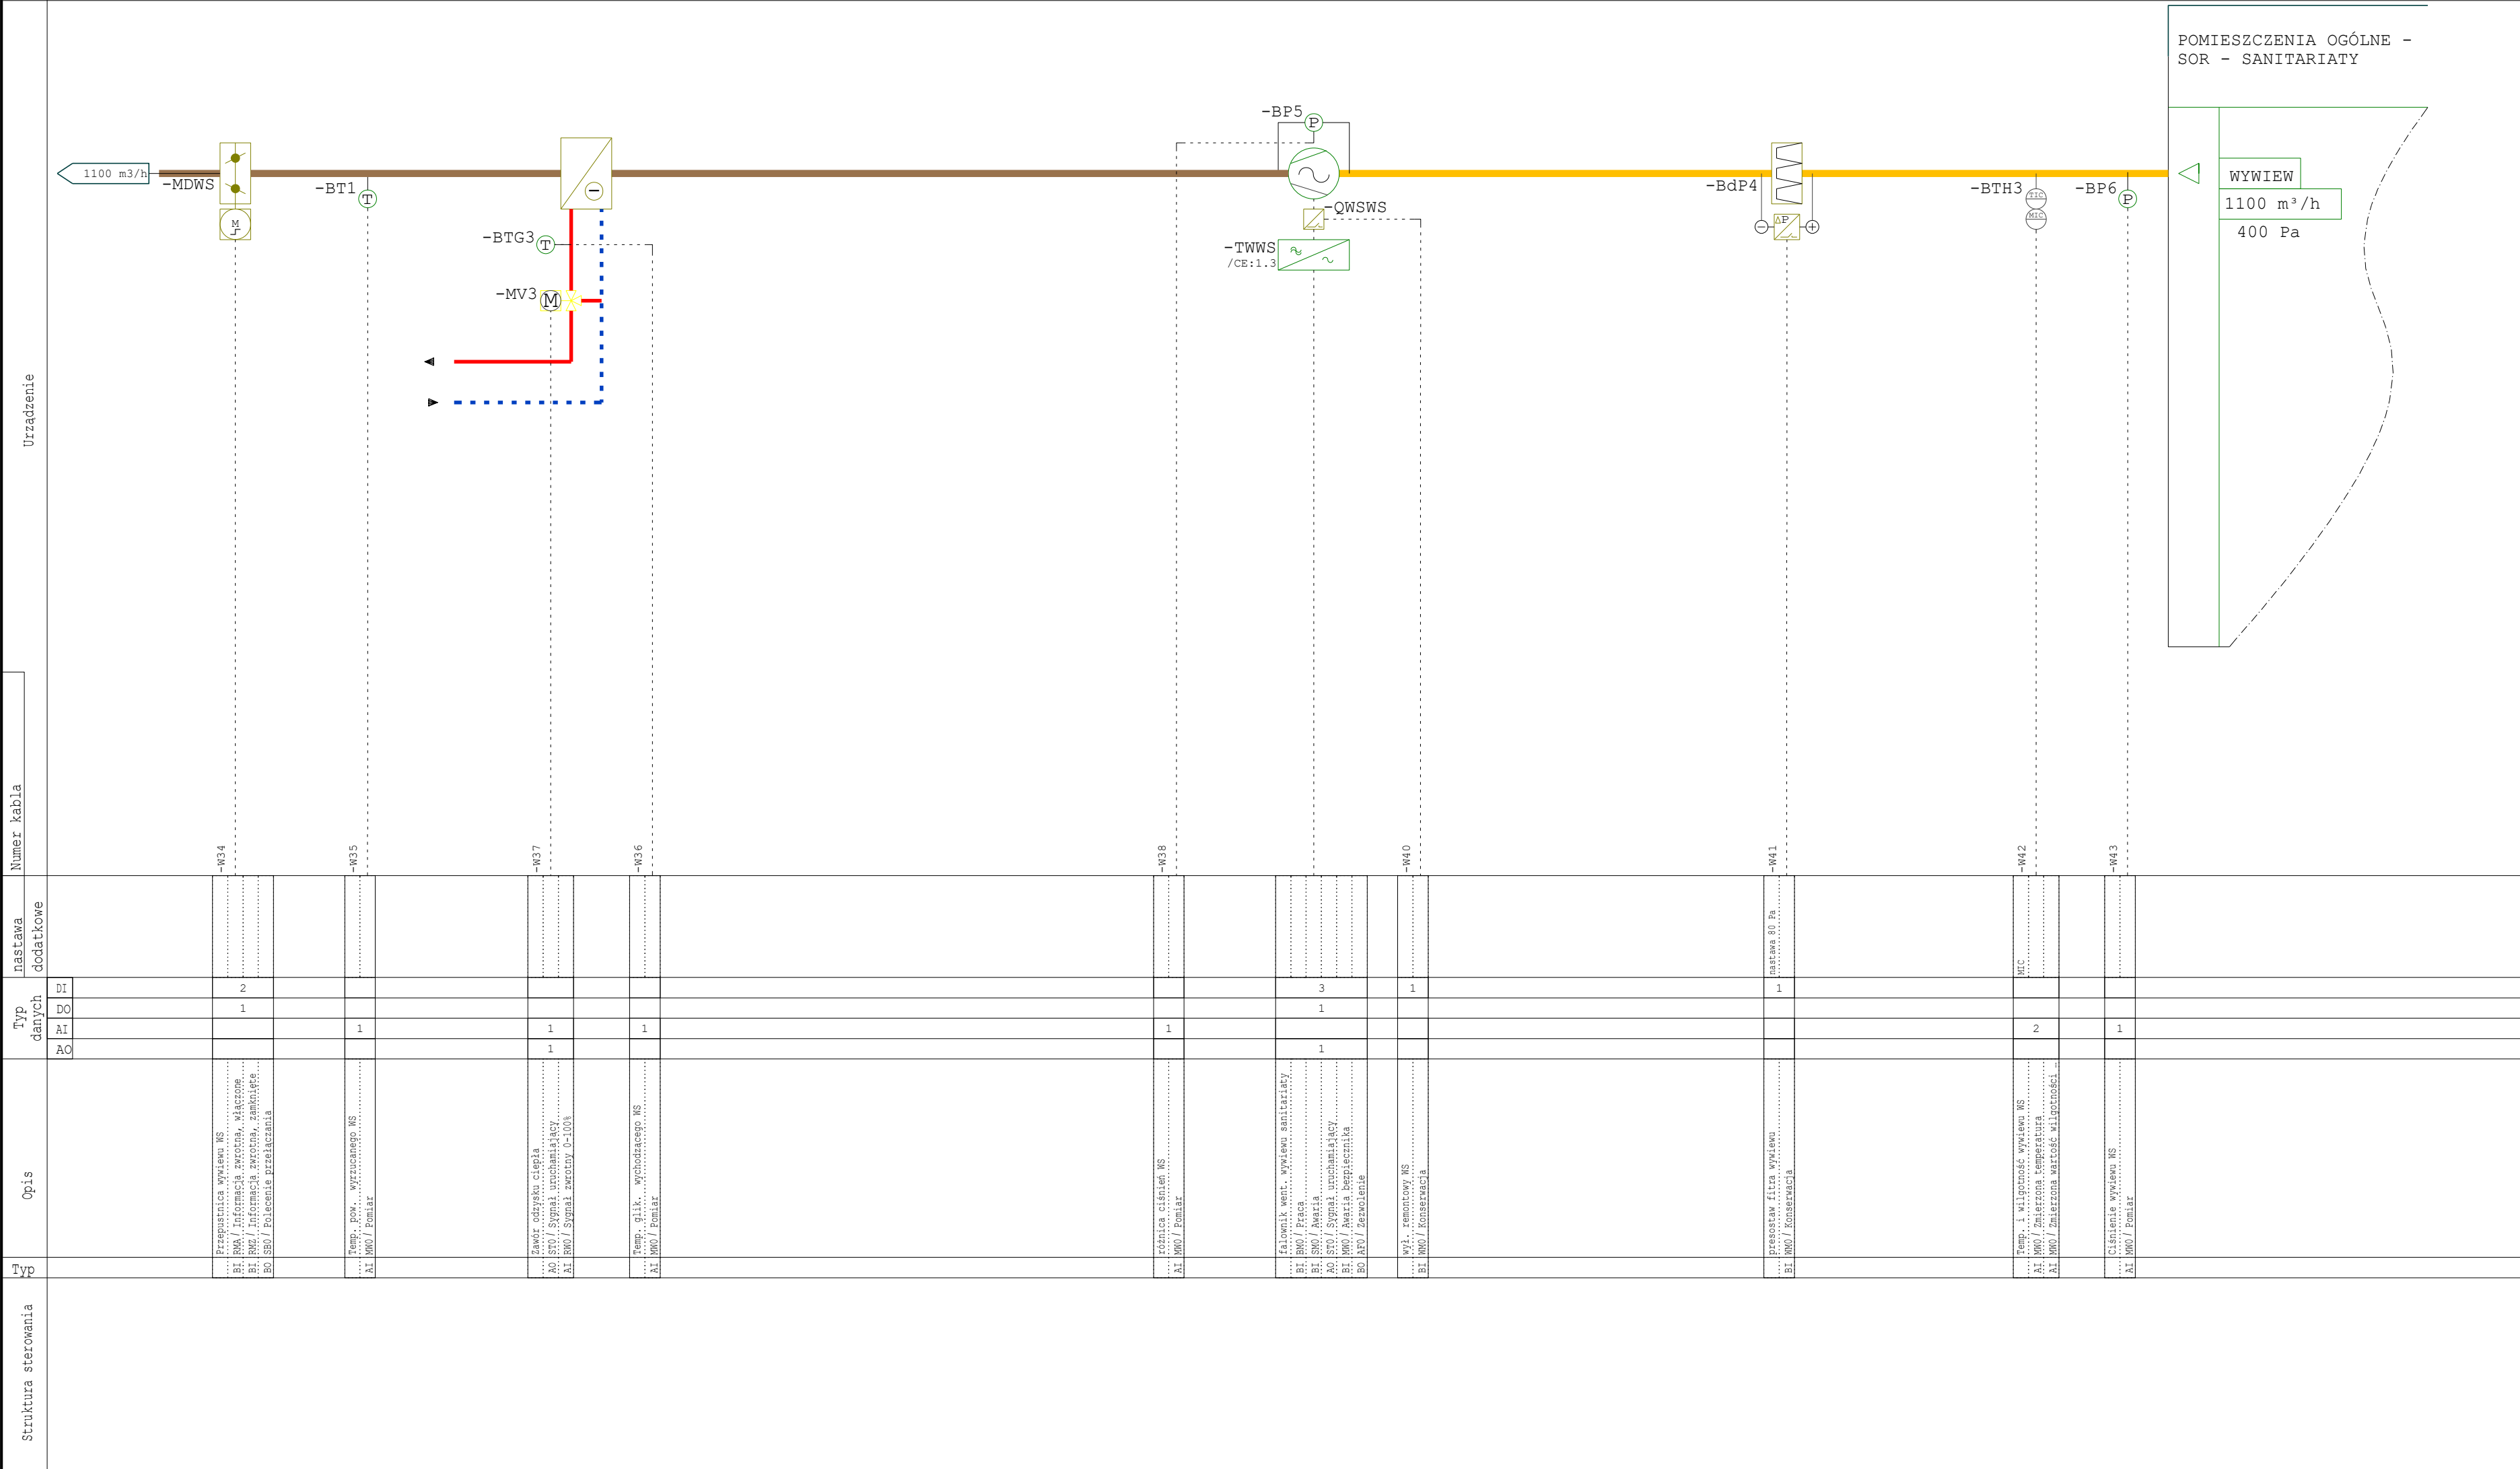 POMIESZCZENIA OGÓLNE -
SOR - SANITARIATY
WYWIEW
1100 m³/h
400 Pa
1100 m3/h
-MDWS
M
-BT1
T
-BTG3
T
-MV3
M
-BP5
P
-QWSWS
-TWWS
/CE:1.3
-BdP4
ΔP
-BTH3
TIC
MIC
-BP6
P
Urządzenie
Numer kabla
-W34
-W35
-W37
-W36
-W38
-W40
-W41
-W42
-W43
nastawa
dodatkowe
nastawa 80 Pa
MIC
Typ
danych
DI
2
3
1
1
DO
1
1
AI
1
1
1
1
2
1
AO
1
1
Opis
Przepustnica wywiewu WS
BI RMA/ Informacja zwrotna, włączone
BI RMZ/ Informacja zwrotna, zamknięte
BO SBO/ Polecenie przełączania
Temp. pow. wyrzucanego WS
AI MWO/ Pomiar
Zawór odzysku ciepła
AO STO/ Sygnał uruchamiający
AI RWO/ Sygnał zwrotny 0-100%
Temp. glik. wychodzącego WS
AI MWO/ Pomiar
różnica ciśnień WS
AI MWO/ Pomiar
falownik went. wywiewu sanitariaty
BI BMO/ Praca
BI SMO/ Awaria
AO STO/ Sygnał uruchamiający
BI MWO/ Awaria bezpiecznika
BO AFO/ Zezwolenie
wył. remontowy WS
BI WMO/ Konserwacja
presostaw fitra wywiewu
BI WMO/ Konserwacja
Temp. i wilgotność wywiewu WS
AI MWO/ Zmierzona temperatura
AI MWO/ Zmierzona wartość wilgotności …
Ciśnienie wywiewu WS
AI MWO/ Pomiar
Typ
Struktura sterowania